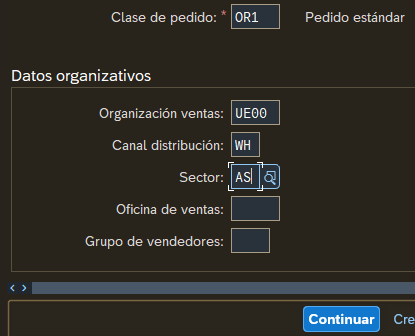 Clase de pedido: * OR1 Pedido estándar
Datos organizativos
Organización ventas: UE00
Canal distribución: WH
Sector: AS
Oficina de ventas:
Grupo de vendedores:
Continuar Cre